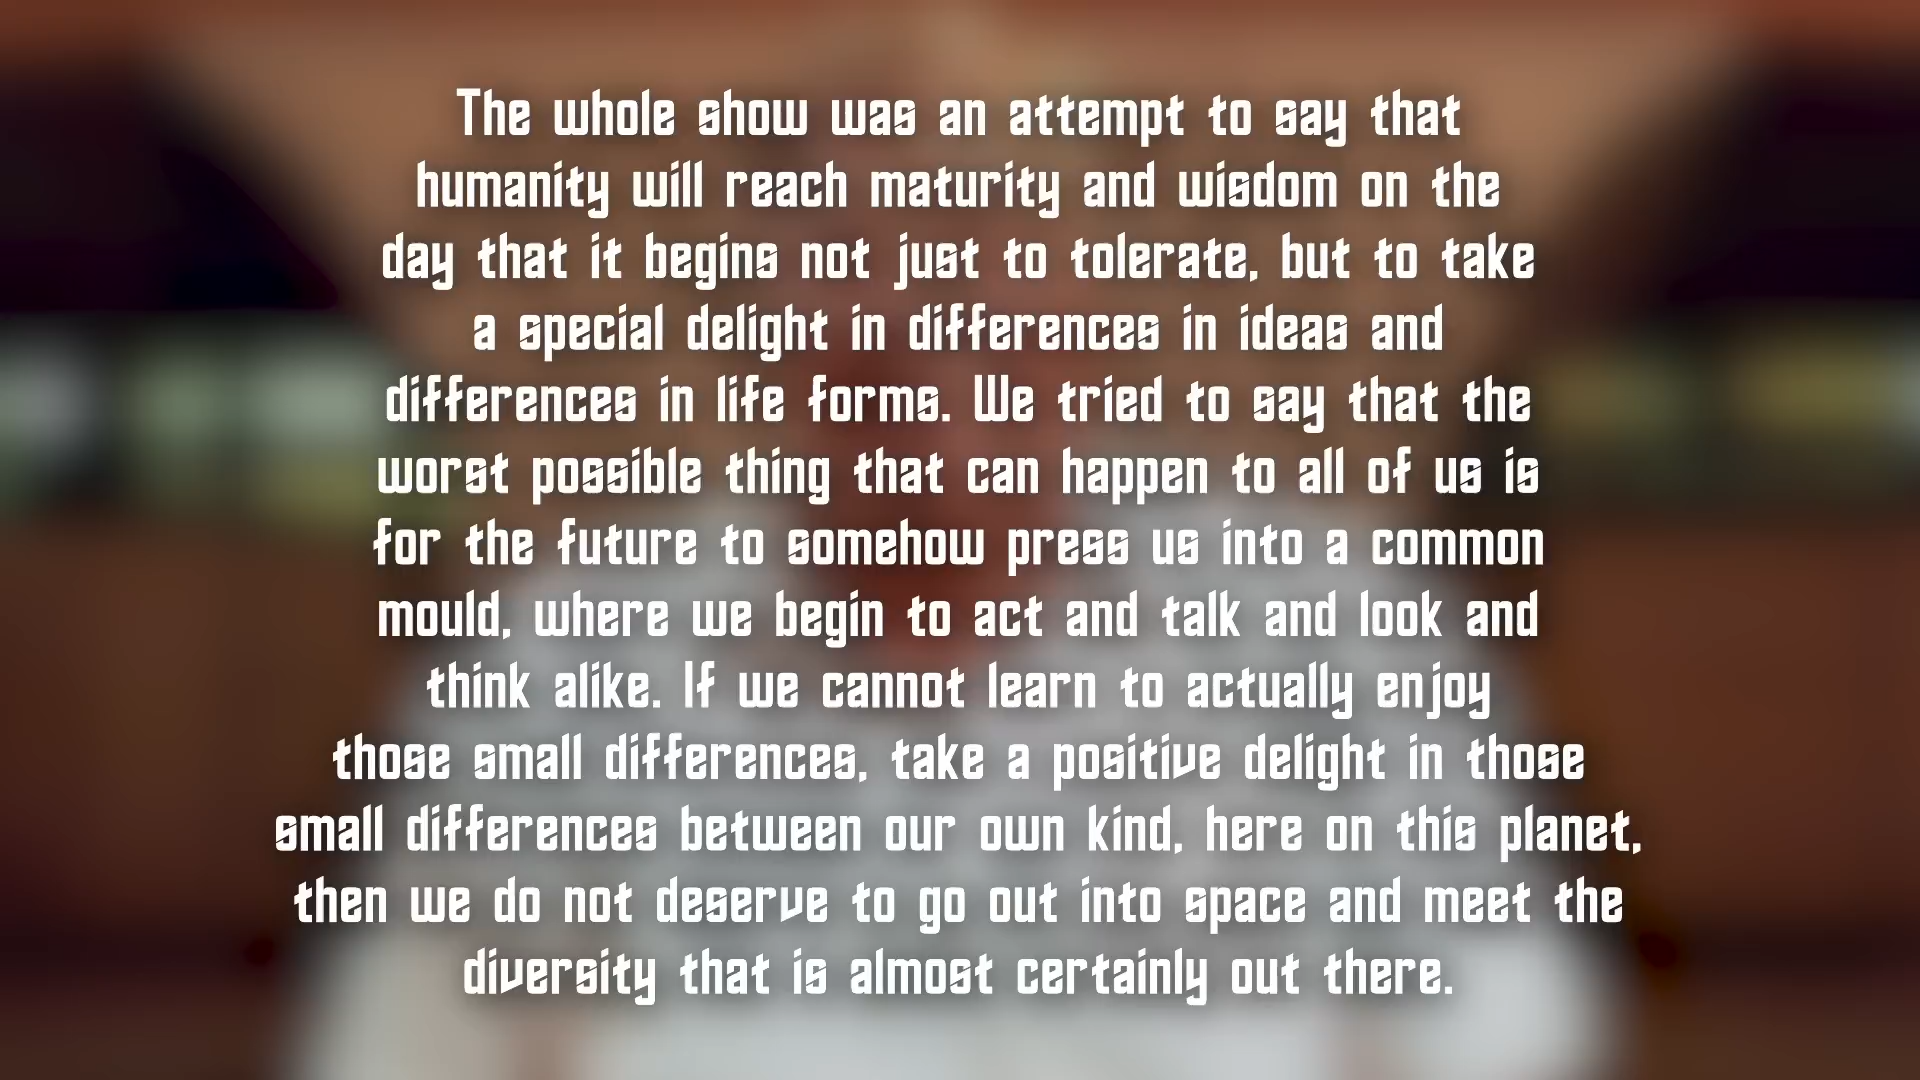 The whole show was an attempt to say that
humanity will reach maturity and wisdom on the
day that it begins not just to tolerate, but to take
a special delight in differences in ideas and
differences in life forms. We tried to say that the
worst possible thing that can happen to all of us is
for the future to somehow press us into a common
mould, where we begin to act and talk and look and
think alike. If we cannot learn to actually enjoy
those small differences, take a positive delight in those
small differences between our own kind, here on this planet,
then we do not deserve to go out into space and meet the
diversity that is almost certainly out there.